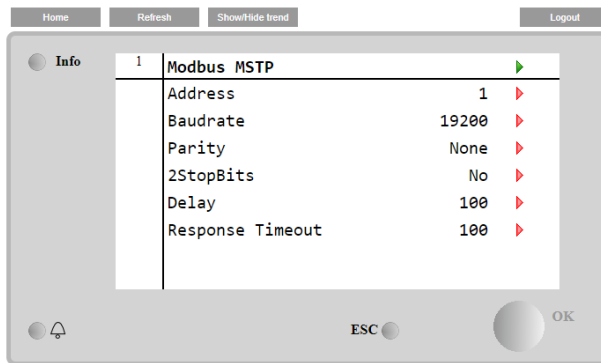 Home Refresh Show/Hide trend Logout
Info
1 Modbus MSTP
Address 1
Baudrate 19200
Parity None
2StopBits No
Delay 100
Response Timeout 100
ESC OK